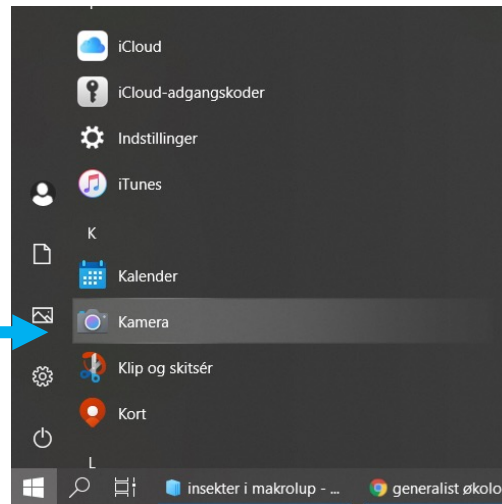 iCloud
iCloud-adgangskoder
Indstillinger
iTunes
K
Kalender
Kamera
Klip og skitsér
Kort
L
insekter i makrolup - ...
generalist økolo